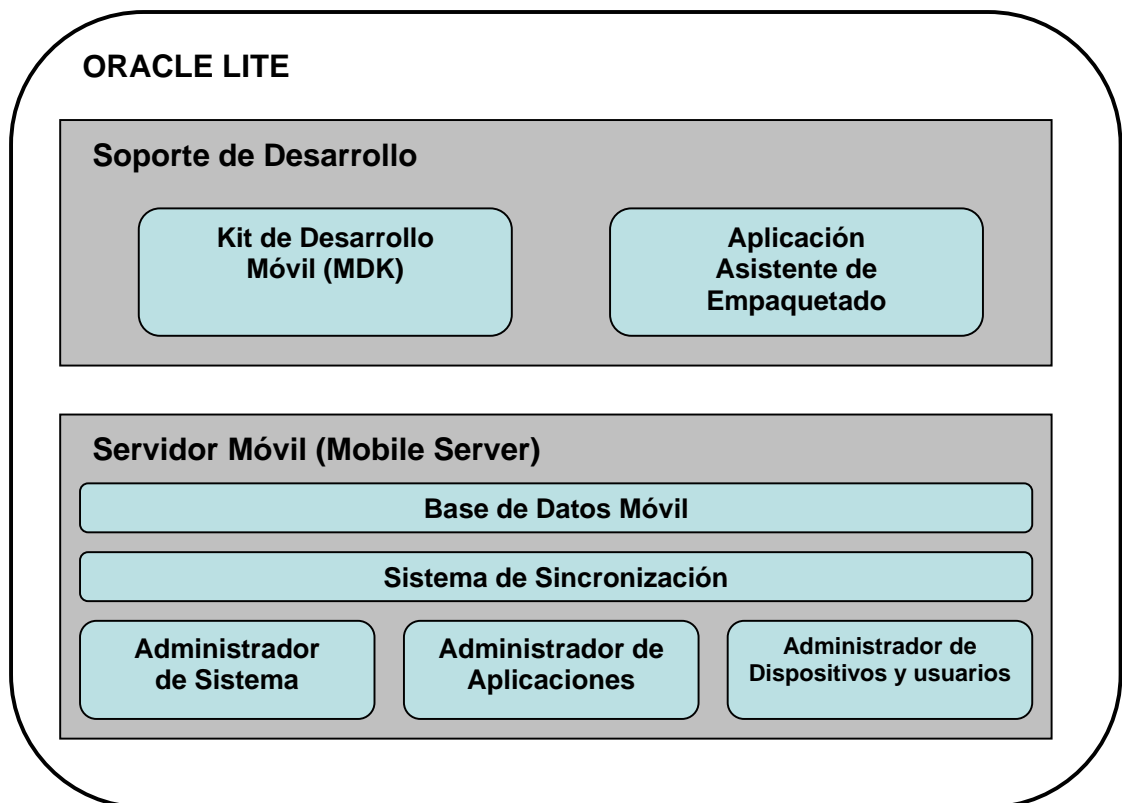 ORACLE LITE
Soporte de Desarrollo
Kit de Desarrollo
Móvil (MDK)
Aplicación
Asistente de
Empaquetado
Servidor Móvil (Mobile Server)
Base de Datos Móvil
Sistema de Sincronización
Administrador
de Sistema
Administrador de
Aplicaciones
Administrador de
Dispositivos y usuarios